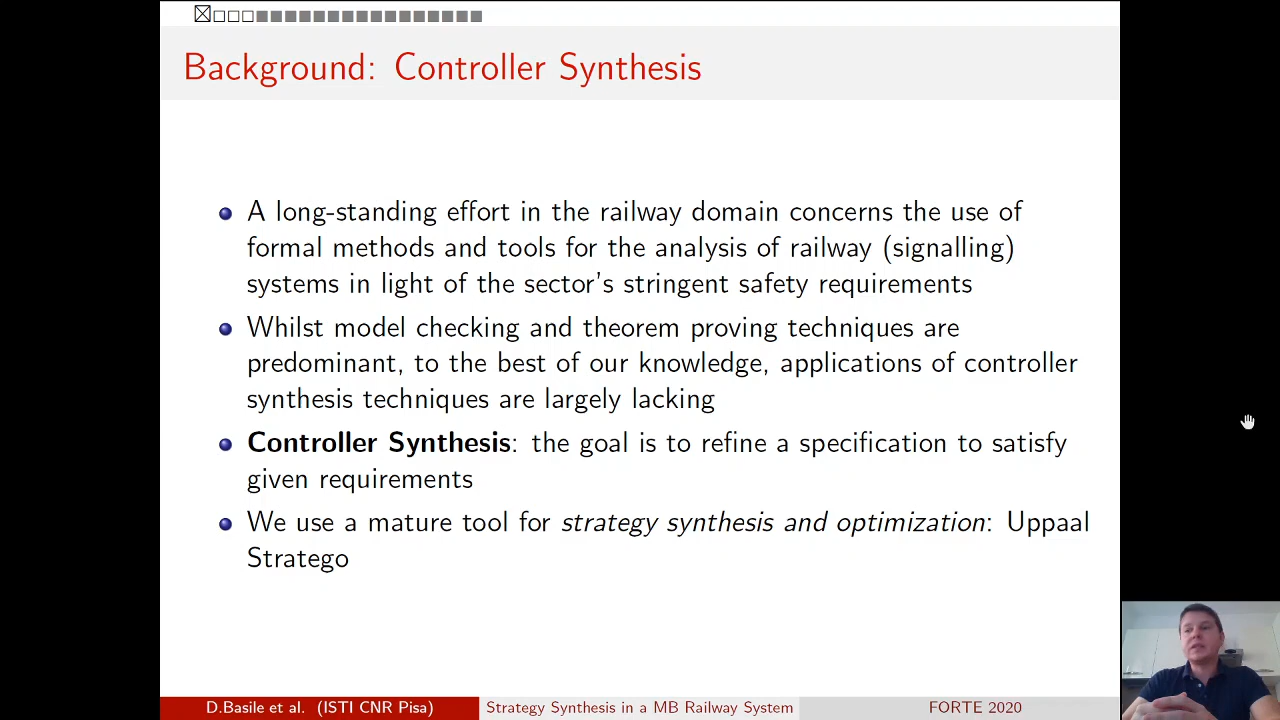 Background: Controller Synthesis
A long-standing effort in the railway domain concerns the use of
formal methods and tools for the analysis of railway (signalling)
systems in light of the sector's stringent safety requirements
Whilst model checking and theorem proving techniques are
predominant, to the best of our knowledge, applications of controller
synthesis techniques are largely lacking
Controller Synthesis: the goal is to refine a specification to satisfy
given requirements
We use a mature tool for strategy synthesis and optimization: Uppaal
Stratego
D.Basile et al. (ISTI CNR Pisa) Strategy Synthesis in a MB Railway System FORTE 2020